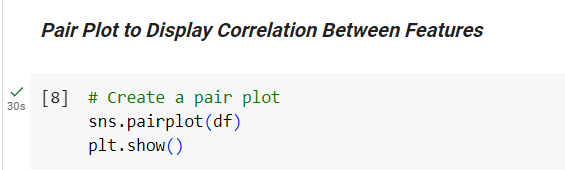 Pair Plot to Display Correlation Between Features
[8] # Create a pair plot
30s sns.pairplot(df)
plt.show()